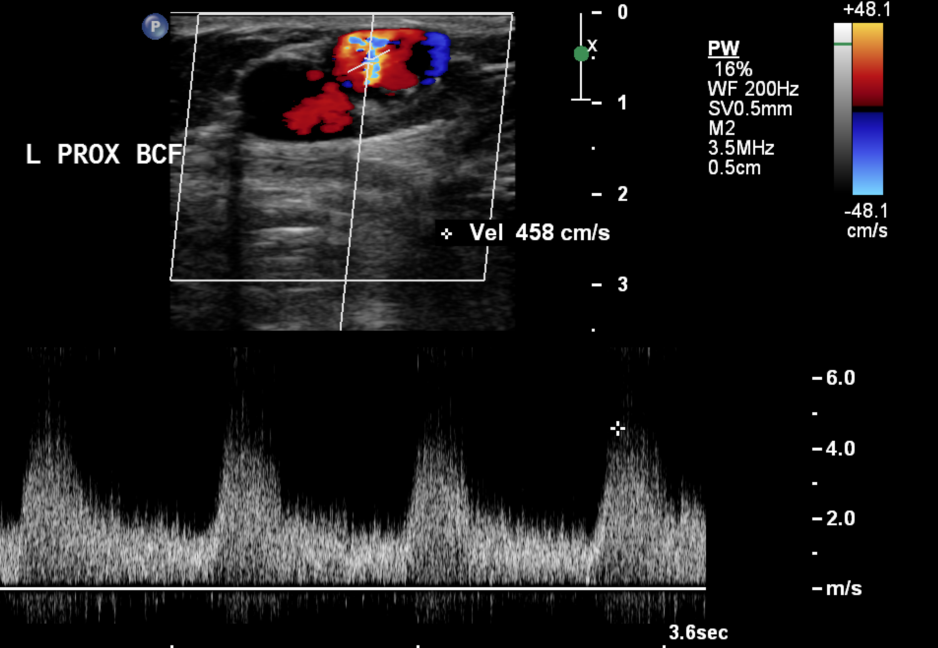 P
L PROX BCF
0
x
1
2
3
Vel 458 cm/s
PW
16%
WF 200Hz
SV0.5mm
M2
3.5MHz
0.5cm
+48.1
-48.1
cm/s
6.0
4.0
2.0
m/s
3.6sec